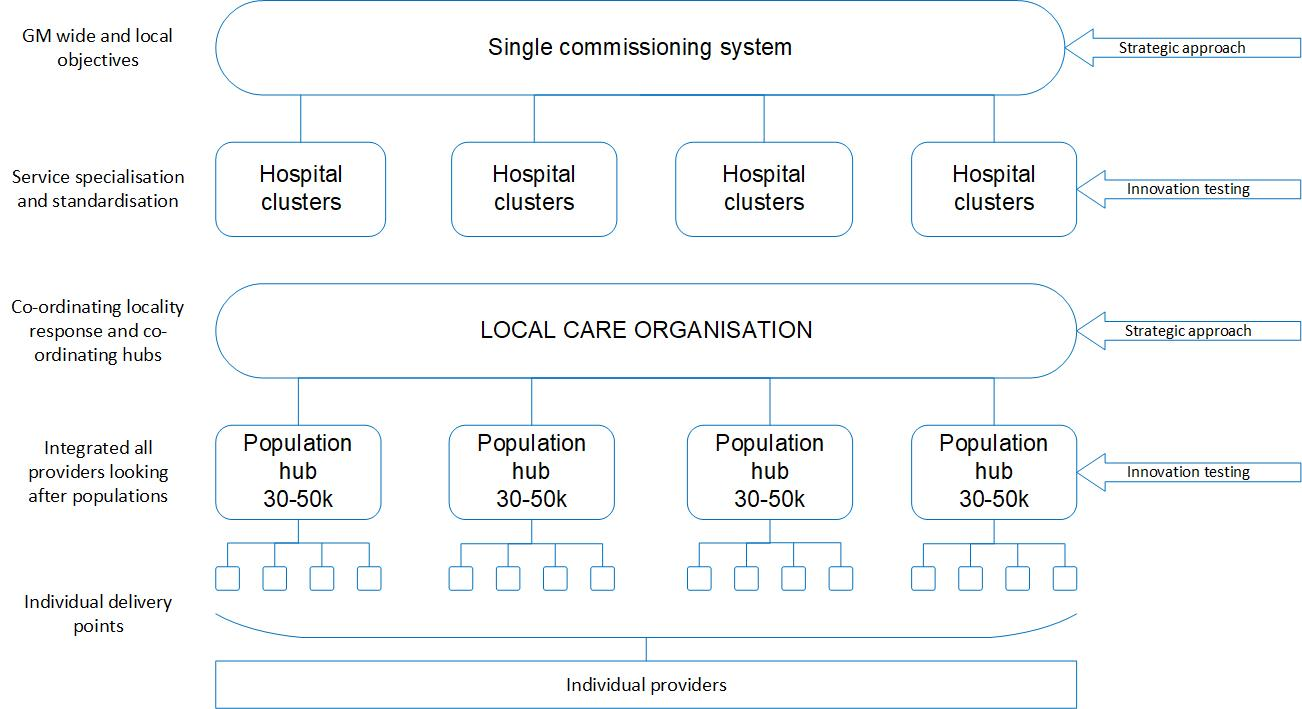 GM wide and local
objectives
Single commissioning system
Strategic approach
Service specialisation
and standardisation
Hospital
clusters
Hospital
clusters
Hospital
clusters
Hospital
clusters
Innovation testing
Co-ordinating locality
response and co-
ordinating hubs
LOCAL CARE ORGANISATION
Strategic approach
Integrated all
providers looking
after populations
Population
hub
30-50k
Population
hub
30-50k
Population
hub
30-50k
Population
hub
30-50k
Innovation testing
Individual delivery
points
Individual providers